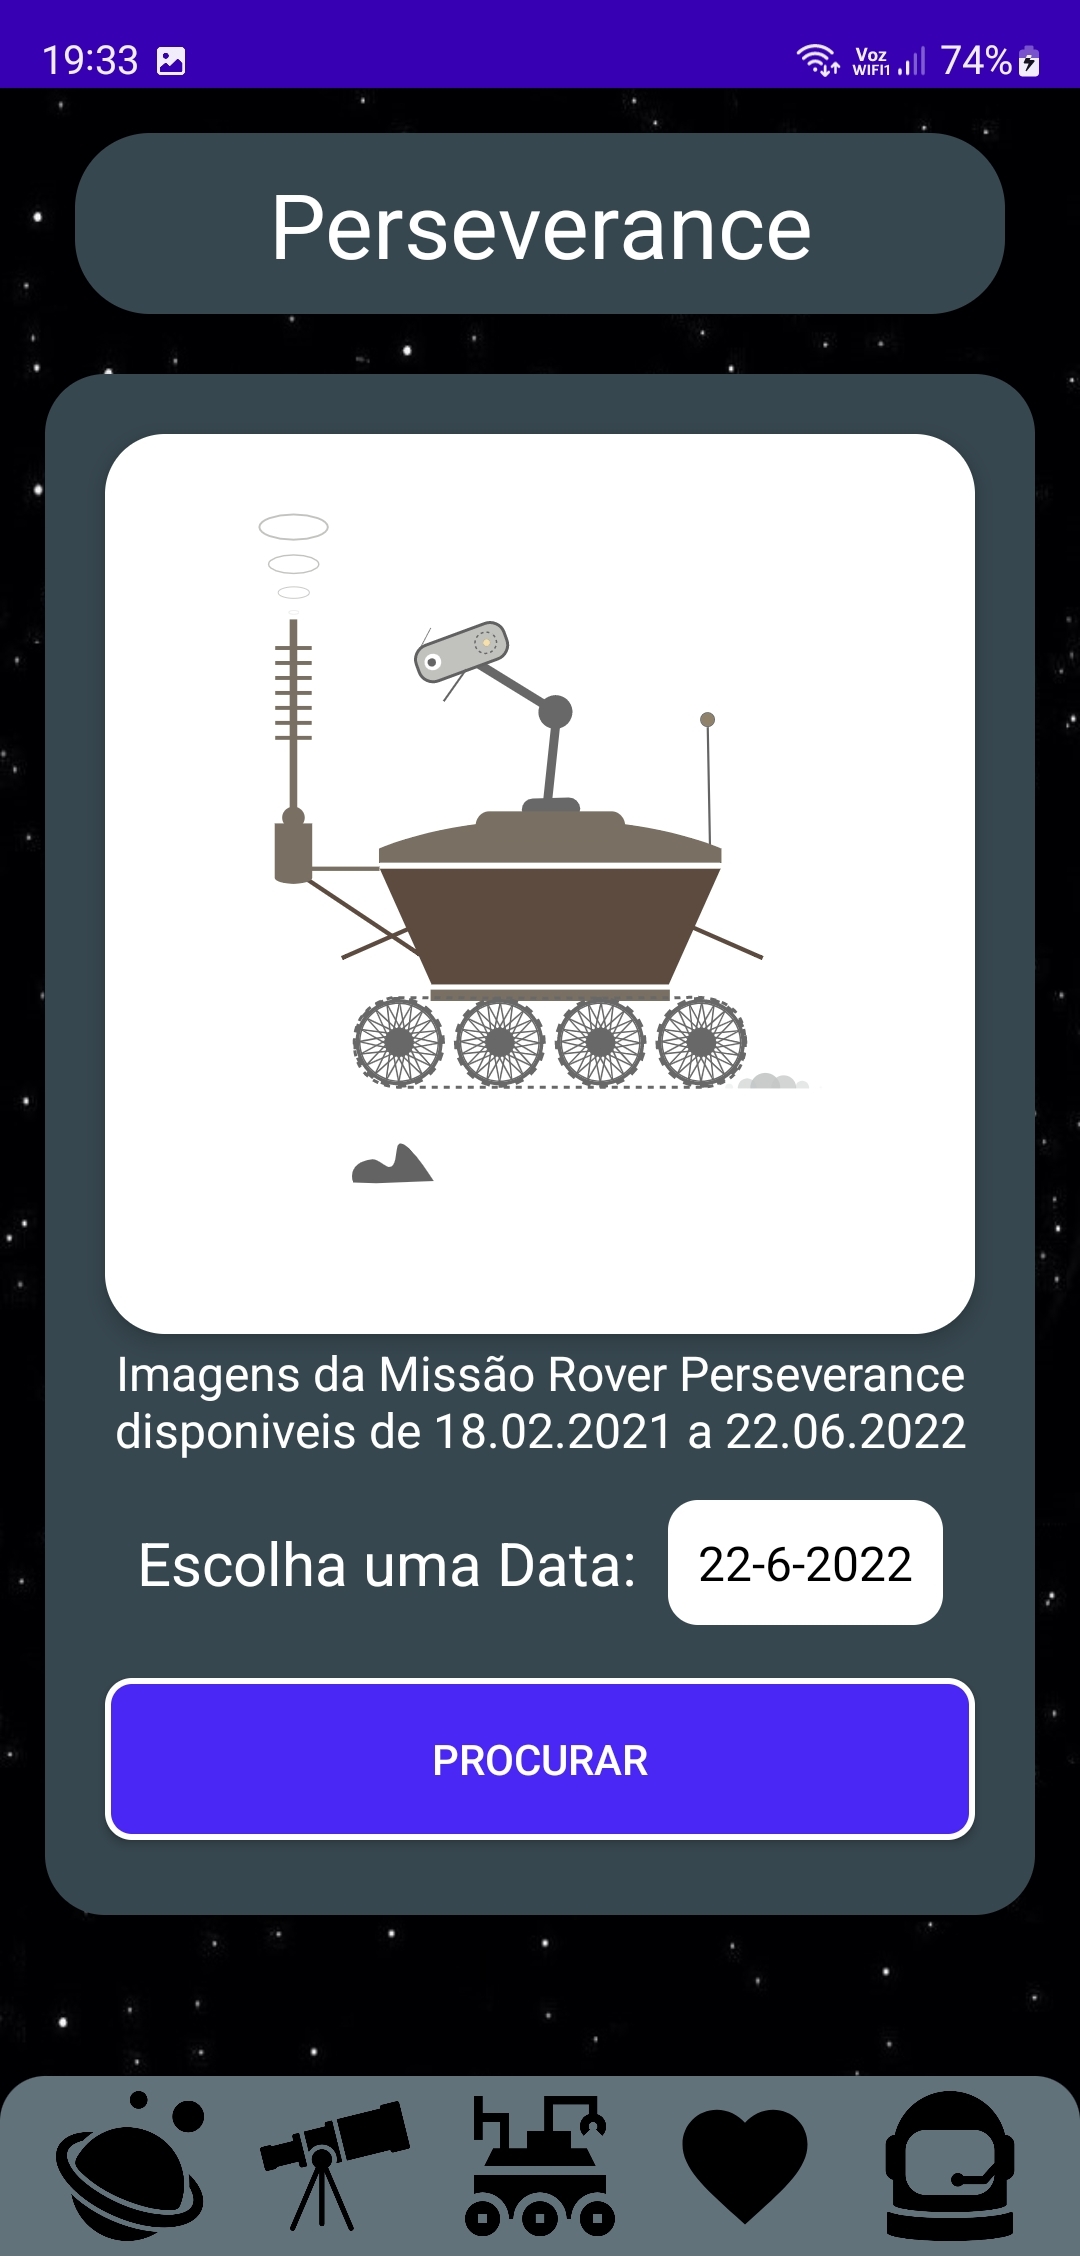 19:33
Voz
WIFI1
74%
Perseverance
Imagens da Missão Rover Perseverance
disponiveis de 18.02.2021 a 22.06.2022
Escolha uma Data:
22-6-2022
PROCURAR